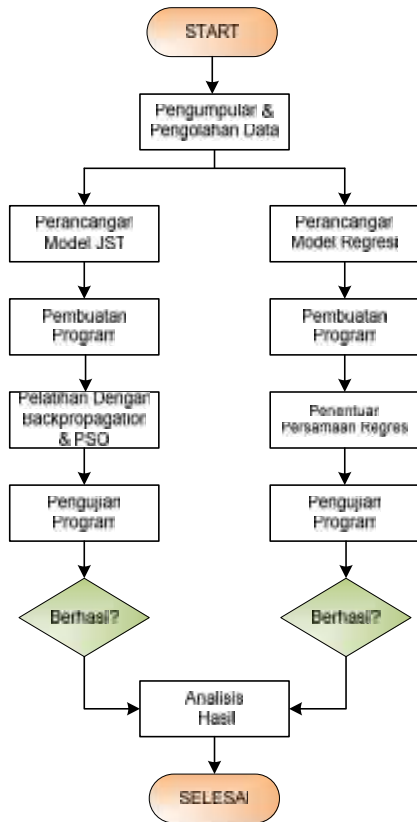 START
Pengumpulan &
Pengolahan Data
Perancangan
Model JST
Pembuatan
Program
Pelatihan Dengan
Backpropagation
& PSO
Pengujian
Program
Berhasil?
Perancangan
Model Regresi
Pembuatan
Program
Penentuan
Persamaan Regresi
Pengujian
Program
Berhasil?
Analisis
Hasil
SELESAI